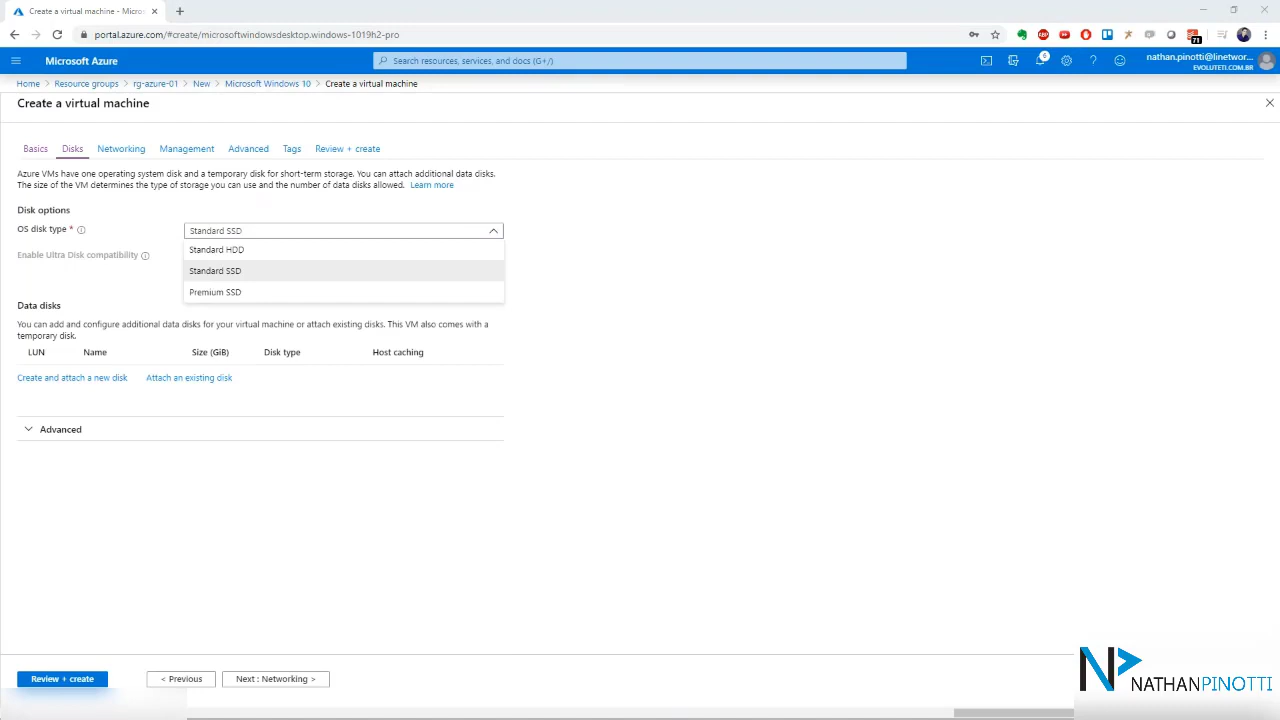 Create a virtual machine - Micros
portal.azure.com/#create/microsoftwindowsdesktop.windows-1019h2-pro
71
Microsoft Azure
Search resources, services, and docs (G+/)
nathan.pinotti@linetwor...
EVOLUTETI.COM.BR
Home > Resource groups > rg-azure-01 > New > Microsoft Windows 10 > Create a virtual machine
Create a virtual machine
Basics Disks Networking Management Advanced Tags Review + create
Azure VMs have one operating system disk and a temporary disk for short-term storage. You can attach additional data disks.
The size of the VM determines the type of storage you can use and the number of data disks allowed. Learn more
Disk options
OS disk type *
Standard SSD
Standard HDD
Enable Ultra Disk compatibility
Standard SSD
Premium SSD
Data disks
You can add and configure additional data disks for your virtual machine or attach existing disks. This VM also comes with a
temporary disk.
LUN Name Size (GiB) Disk type Host caching
Create and attach a new disk Attach an existing disk
Advanced
Review + create < Previous Next : Networking >
NATHANPINOTTI